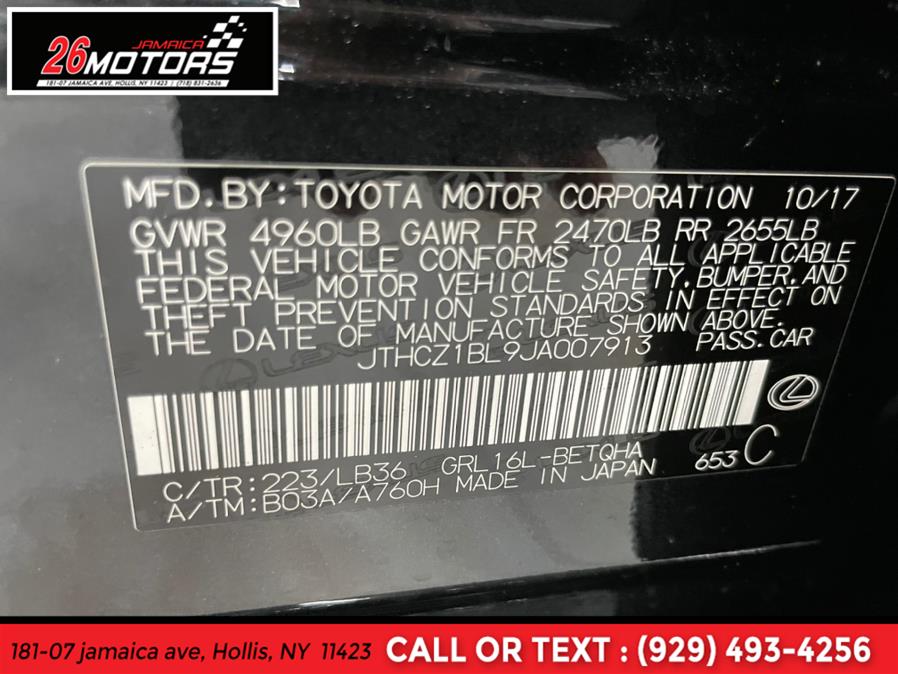 JAMAICA
26MOTORS
181-07 JAMAICA AVE, HOLLIS, NY 11423 | (718) 831-2636
MFD.BY:TOYOTA MOTOR CORPORATION 10/17
GVWR 4960LB GAWR FR 2470LB RR 2655LB
THIS VEHICLE CONFORMS TO ALL APPLICABLE
FEDERAL MOTOR VEHICLE SAFETY,BUMPER,AND
THEFT PREVENTION STANDARDS IN EFFECT ON
THE DATE OF MANUFACTURE SHOWN ABOVE.
JTHCZ1BL9JA007913 PASS.CAR
C/TR:223/LB36 GRL16L-BETQHA 653 C
A/TM:B03A/A760H MADE IN JAPAN
181-07 jamaica ave, Hollis, NY 11423 CALL OR TEXT : (929) 493-4256